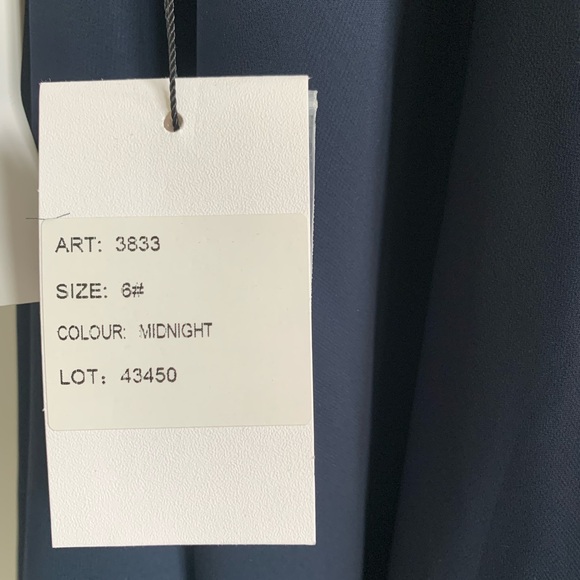 ART: 3833
SIZE: 6#
COLOUR: MIDNIGHT
LOT: 43450